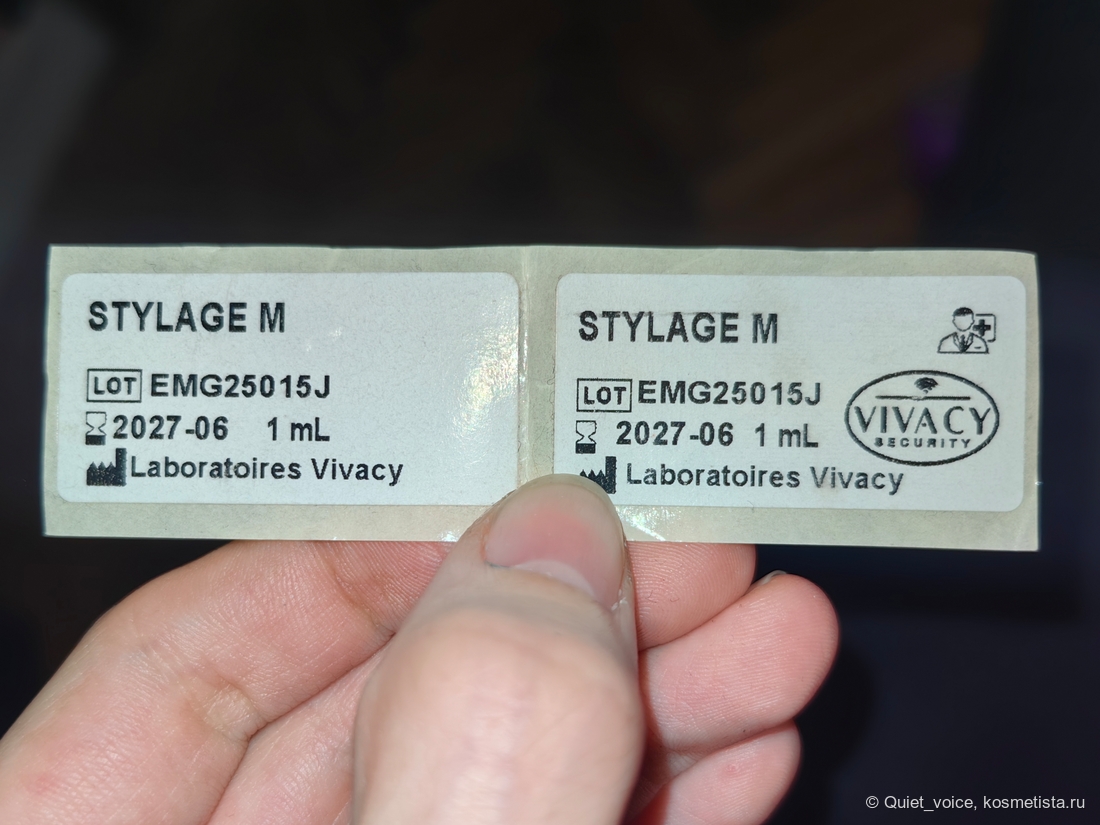 STYLAGE M
LOT EMG25015J
2027-06 1 mL
Laboratoires Vivacy
STYLAGE M
LOT EMG25015J
2027-06 1 mL
Laboratoires Vivacy
VIVACY
SECURITY
© Quiet_voice, kosmetista.ru